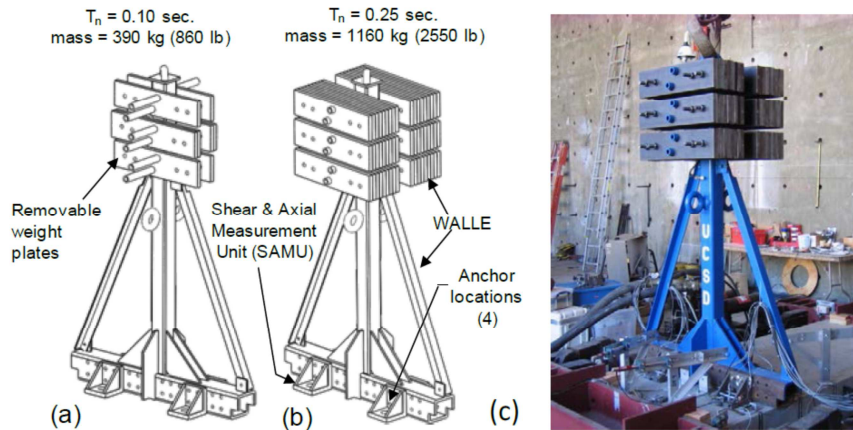 Tn = 0.10 sec.
mass = 390 kg (860 lb)
Tn = 0.25 sec.
mass = 1160 kg (2550 lb)
Removable
weight
plates
Shear & Axial
Measurement
Unit (SAMU)
WALLE
Anchor
locations
(4)
(a)
(b)
(c)
UCSD